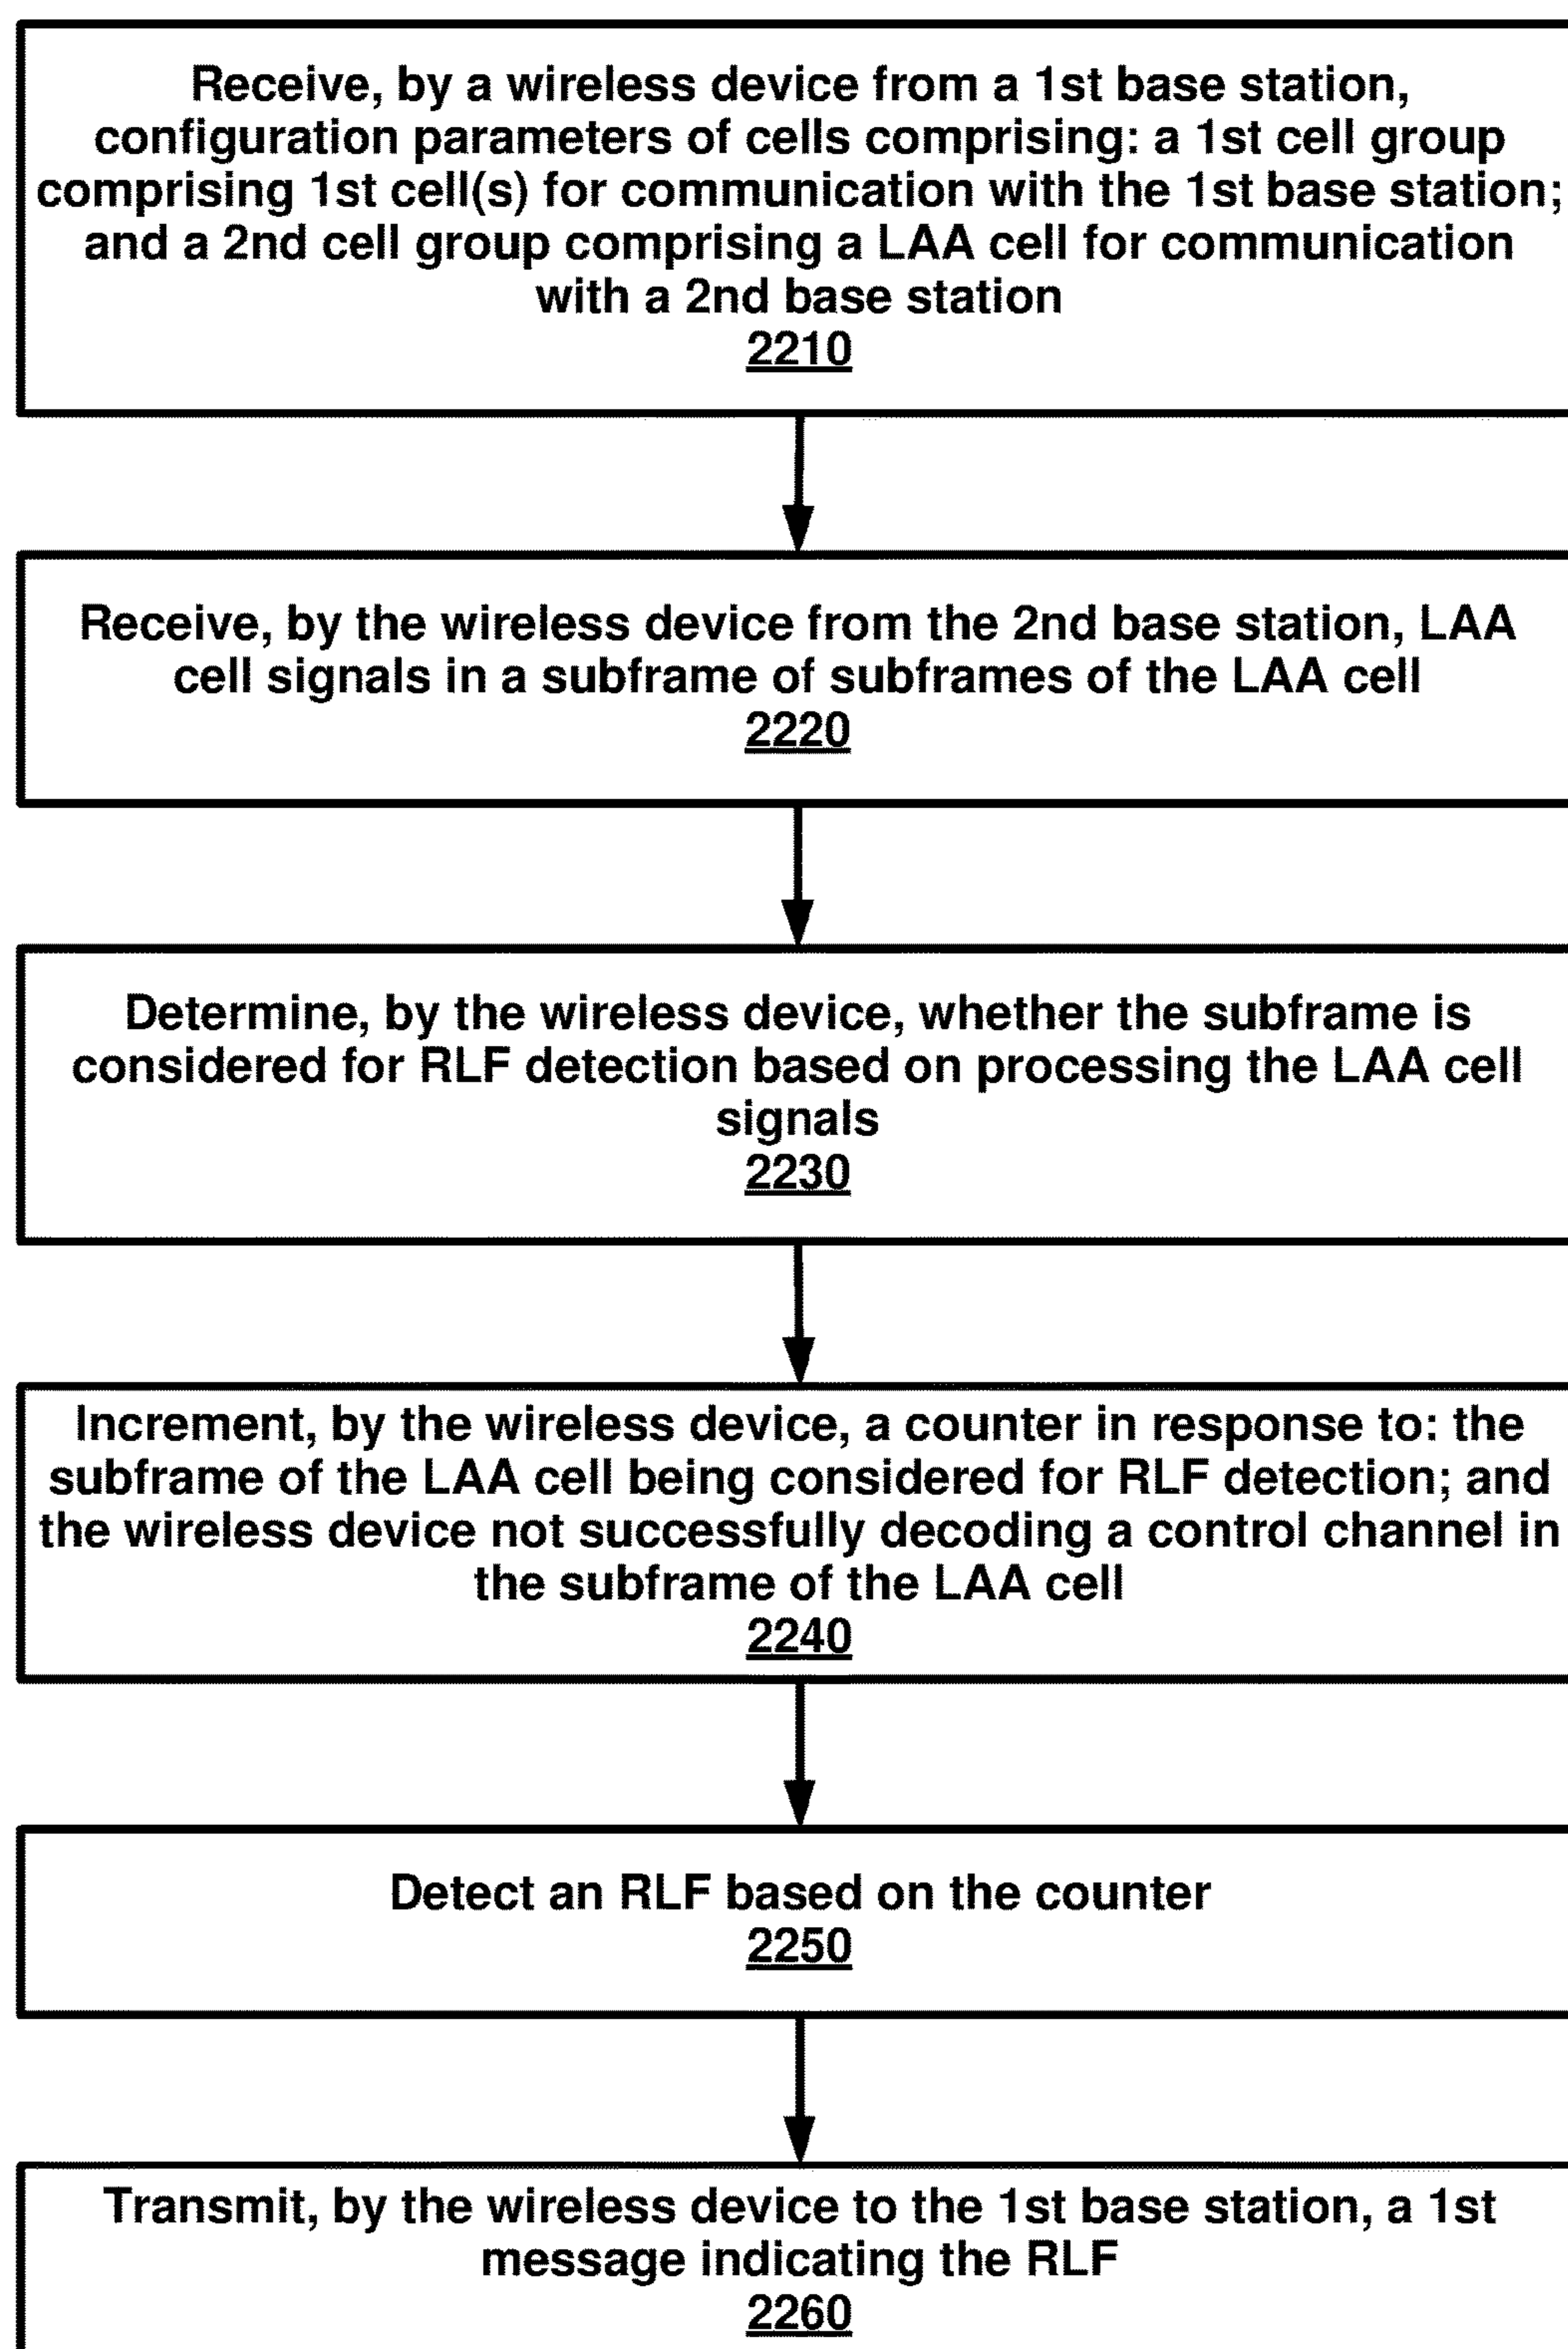 Receive, by a wireless device from a 1st base station,
configuration parameters of cells comprising: a 1st cell group
comprising 1st cell(s) for communication with the 1st base station;
and a 2nd cell group comprising a LAA cell for communication
with a 2nd base station
2210
Receive, by the wireless device from the 2nd base station, LAA
cell signals in a subframe of subframes of the LAA cell
2220
Determine, by the wireless device, whether the subframe is
considered for RLF detection based on processing the LAA cell
signals
2230
Increment, by the wireless device, a counter in response to: the
subframe of the LAA cell being considered for RLF detection; and
the wireless device not successfully decoding a control channel in
the subframe of the LAA cell
2240
Detect an RLF based on the counter
2250
Transmit, by the wireless device to the 1st base station, a 1st
message indicating the RLF
2260